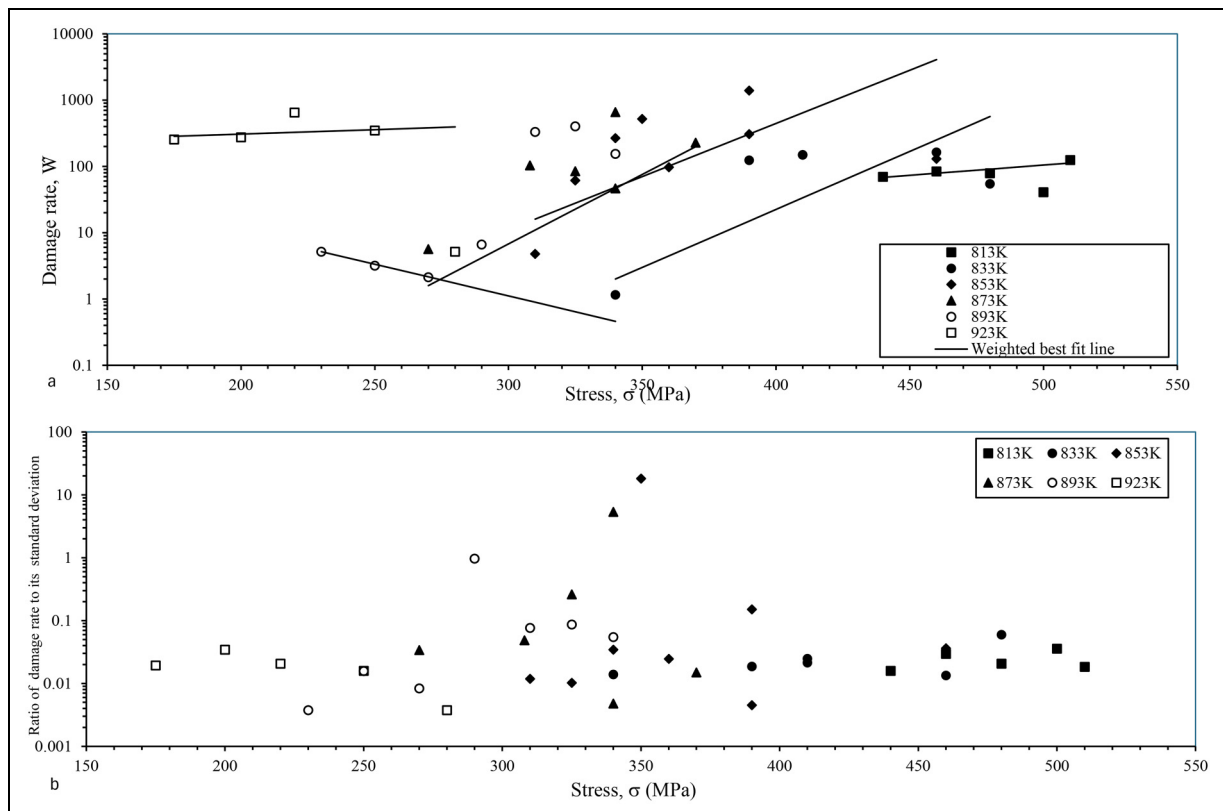 10000
1000
100
10
1
0.1
Damage rate, W
150 200 250 300 350 400 450 500 550
Stress, σ (MPa)
813K
833K
853K
873K
893K
923K
Weighted best fit line
a
100
10
1
0.1
0.01
0.001
Ratio of damage rate to its standard deviation
813K 833K 853K
873K 893K 923K
150 200 250 300 350 400 450 500 550
Stress, σ (MPa)
b